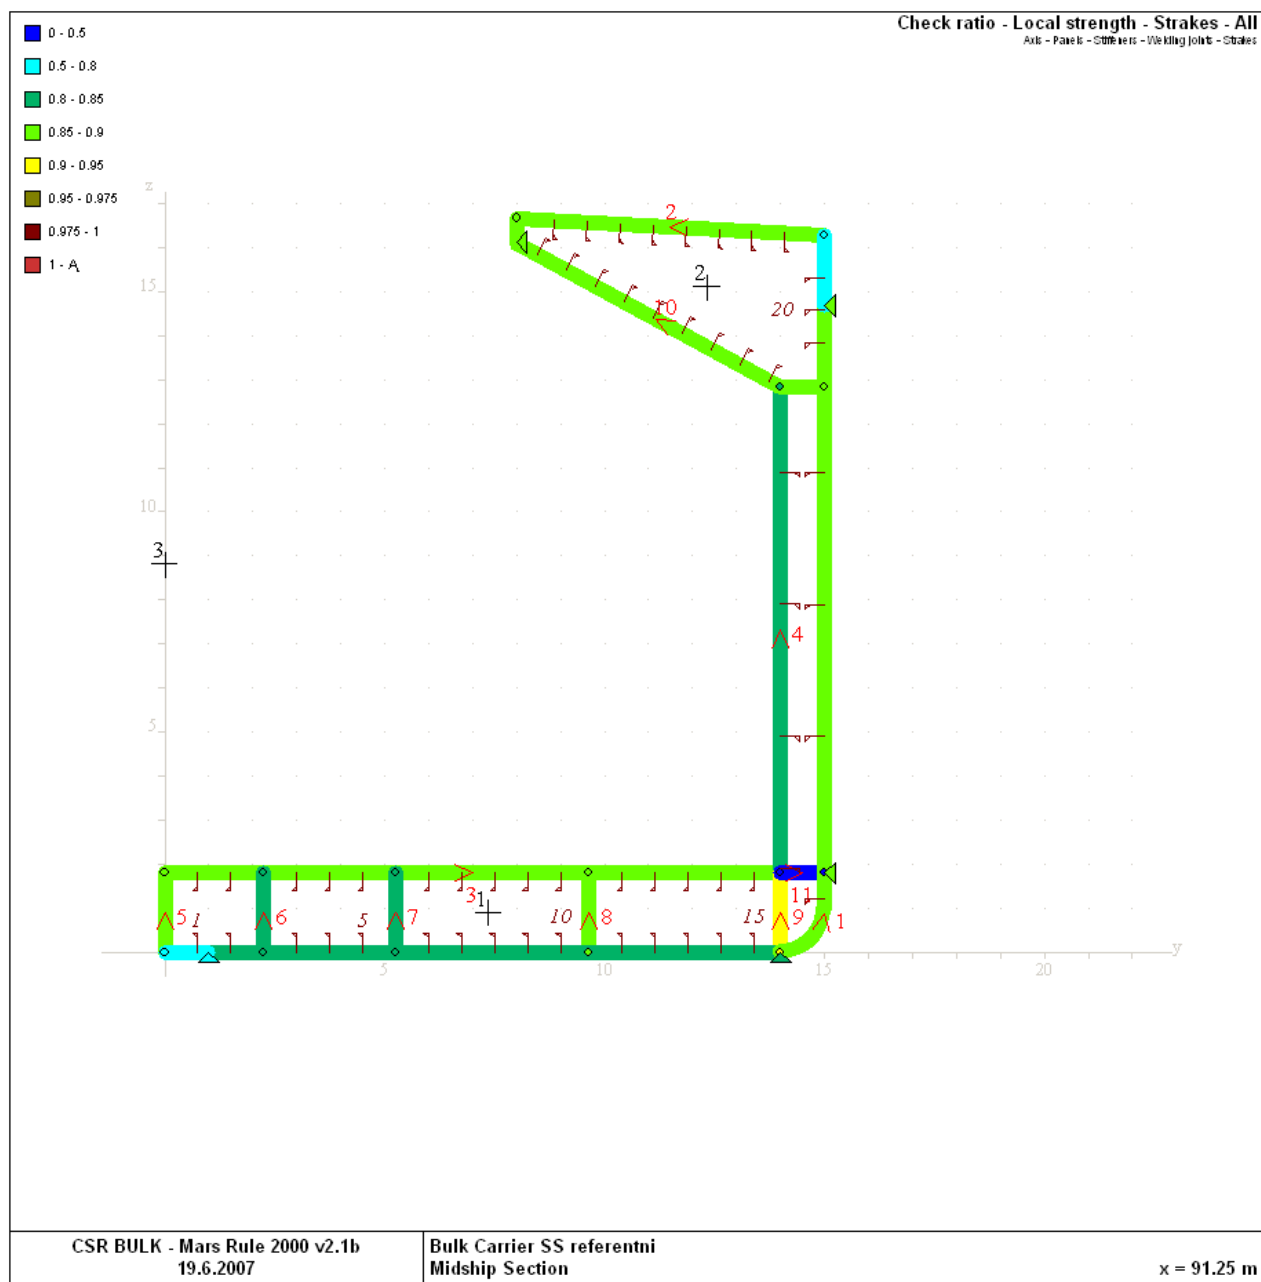 Check ratio - Local strength - Strakes - All
Axis - Panels - Stiffeners - Welding Joints - Strakes
0 - 0.5
0.5 - 0.8
0.8 - 0.85
0.85 - 0.9
0.9 - 0.95
0.95 - 0.975
0.975 - 1
1 - A
z
2
15
2
20
10
10
3
4
5
3
1
11
5
1
6
5
7
10
8
15
9
1
y
5
10
15
20
CSR BULK - Mars Rule 2000 v2.1b
19.6.2007
Bulk Carrier SS referentni
Midship Section
x = 91.25 m